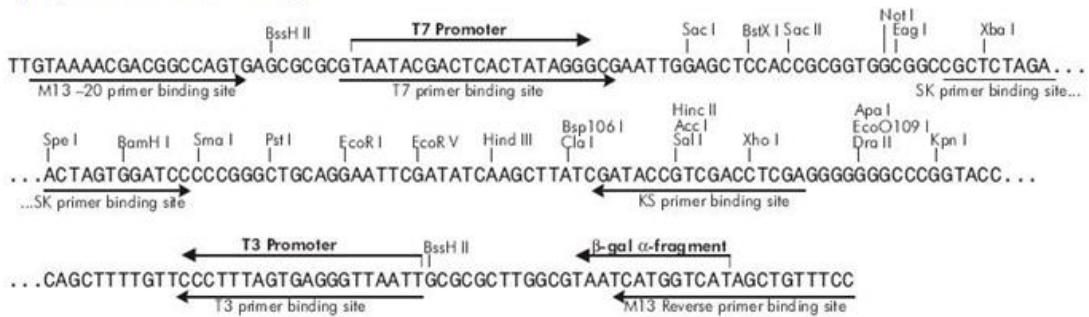 T7 Promoter
BssH II Sac I BstX I Sac II Not I Eag I Xba I
TTGTAAAACGACGGCCAGTGAGCGCGCGTAATACGACTCACTATAGGGCGAATTGGAGCTCCACCGCGGTGGCGGCCGCTCTAGA...
M13 –20 primer binding site T7 primer binding site SK primer binding site...
Hinc II Apa I
Bsp106 I Acc I EcoO109 I
Spe I BamH I Sma I Pst I EcoR I EcoR V Hind III Cla I Sal I Xho I Dra II Kpn I
...ACTAGTGGATCCCCCGGGCTGCAGGAATTCGATATCAAGCTTATCGATACCGTCGACCTCGAGGGGGGGCCCGGTACC...
...SK primer binding site KS primer binding site
T3 Promoter BssH II β-gal α-fragment
...CAGCTTTTGTTCCCTTTAGTGAGGGTTAATTGCGCGCTTGGCGTAATCATGGTCATAGCTGTTTCC
T3 primer binding site M13 Reverse primer binding site